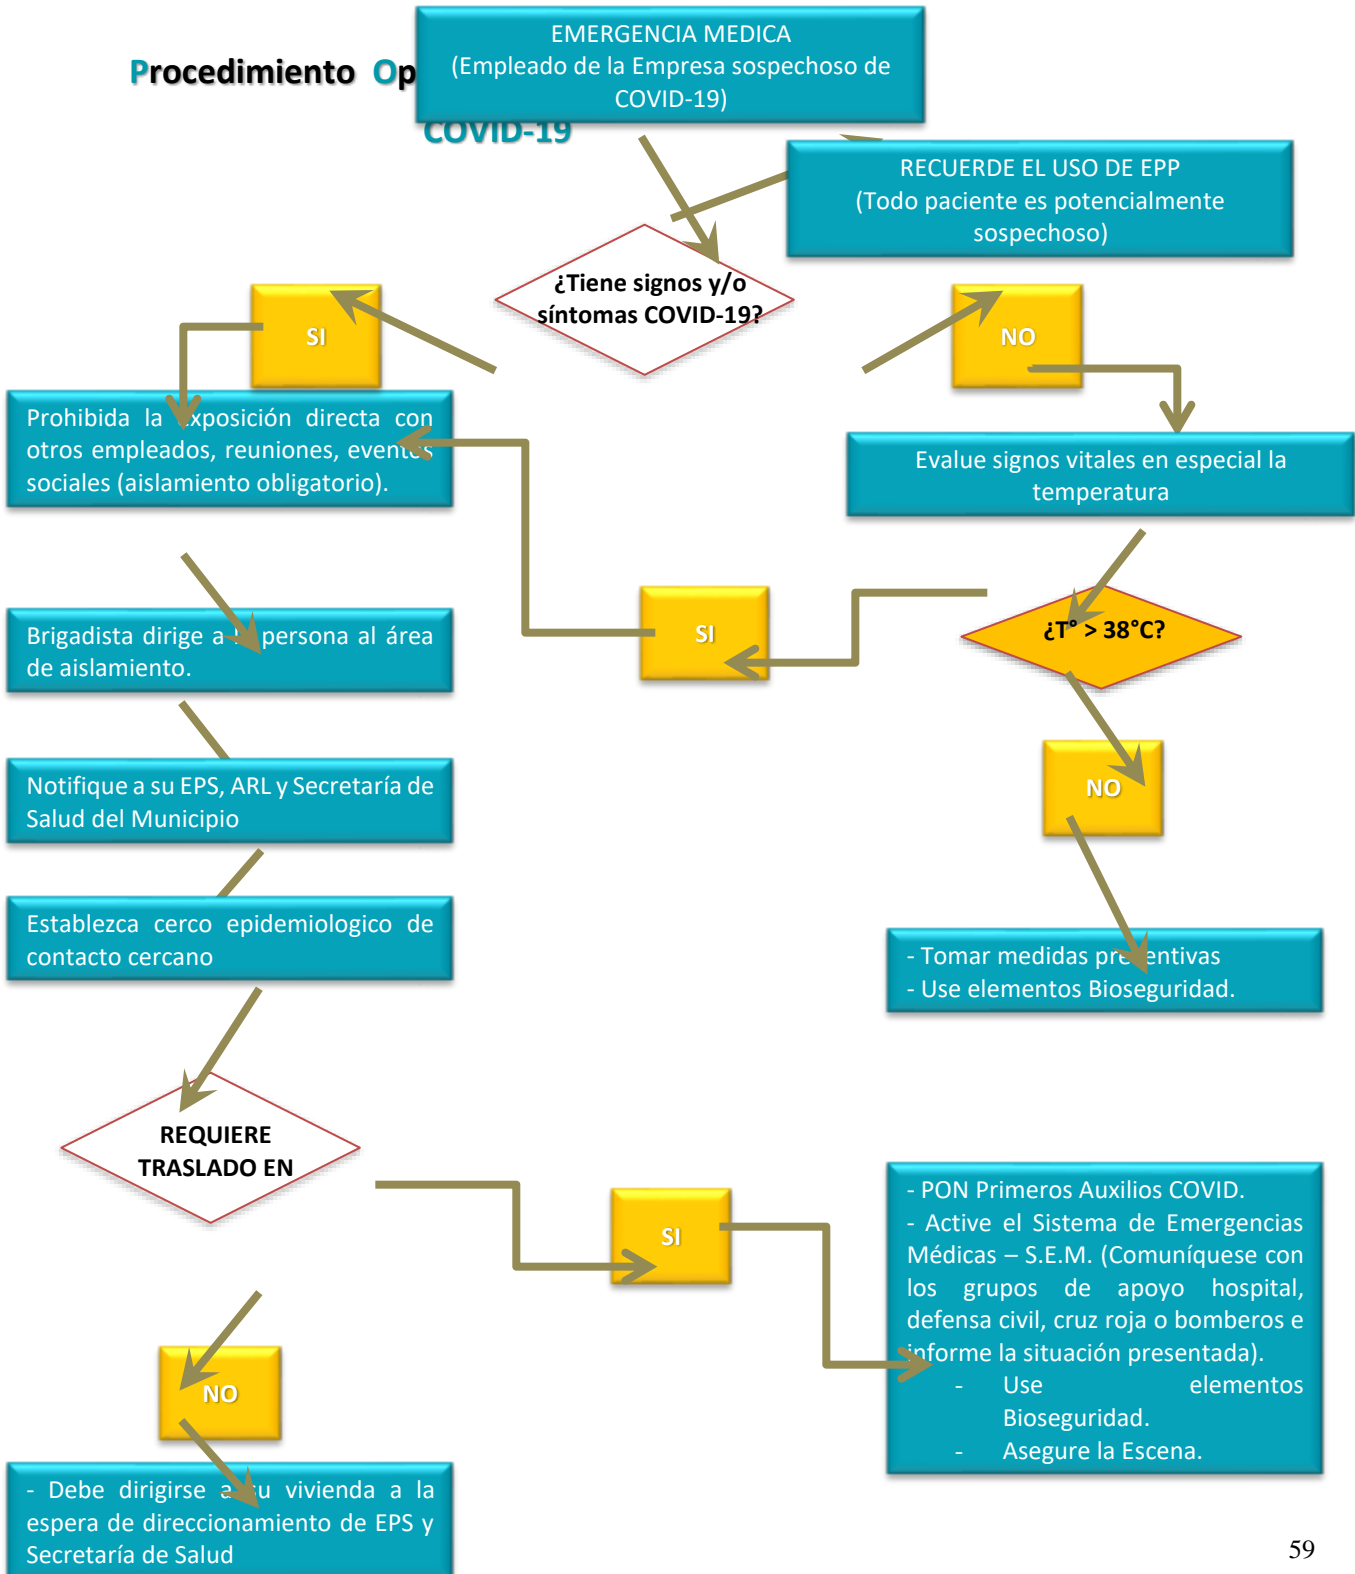 EMERGENCIA MEDICA
(Empleado de la Empresa sospechoso de
COVID-19)
Procedimiento Op
COVID-19
RECUERDE EL USO DE EPP
(Todo paciente es potencialmente
sospechoso)
¿Tiene signos y/o
síntomas COVID-19?
SI
NO
Prohibida la exposición directa con
otros empleados, reuniones, eventos
sociales (aislamiento obligatorio).
Evalue signos vitales en especial la
temperatura
SI
¿T° > 38°C?
Brigadista dirige a la persona al área
de aislamiento.
NO
Notifique a su EPS, ARL y Secretaría de
Salud del Municipio
Establezca cerco epidemiologico de
contacto cercano
- Tomar medidas preventivas
- Use elementos Bioseguridad.
REQUIERE
TRASLADO EN
SI
- PON Primeros Auxilios COVID.
- Active el Sistema de Emergencias
Médicas – S.E.M. (Comuníquese con
los grupos de apoyo hospital,
defensa civil, cruz roja o bomberos e
informe la situación presentada).
- Use elementos
Bioseguridad.
- Asegure la Escena.
NO
- Debe dirigirse a su vivienda a la
espera de direccionamiento de EPS y
Secretaría de Salud
59